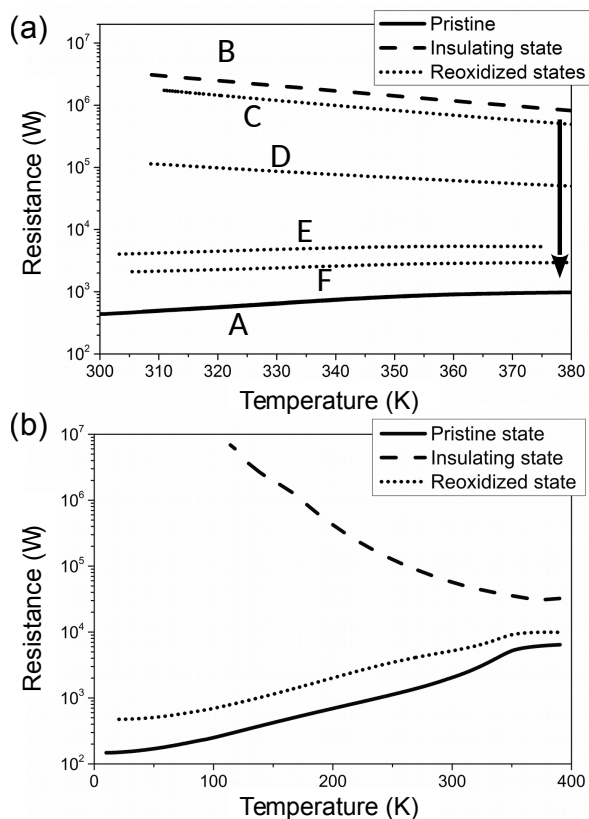 (a)
Pristine
Insulating state
Reoxidized states
Resistance (W)
10^7
10^6
10^5
10^4
10^3
10^2
B
C
D
E
F
A
300 310 320 330 340 350 360 370 380
Temperature (K)
(b)
Pristine state
Insulating state
Reoxidized state
Resistance (W)
10^7
10^6
10^5
10^4
10^3
10^2
0 100 200 300 400
Temperature (K)